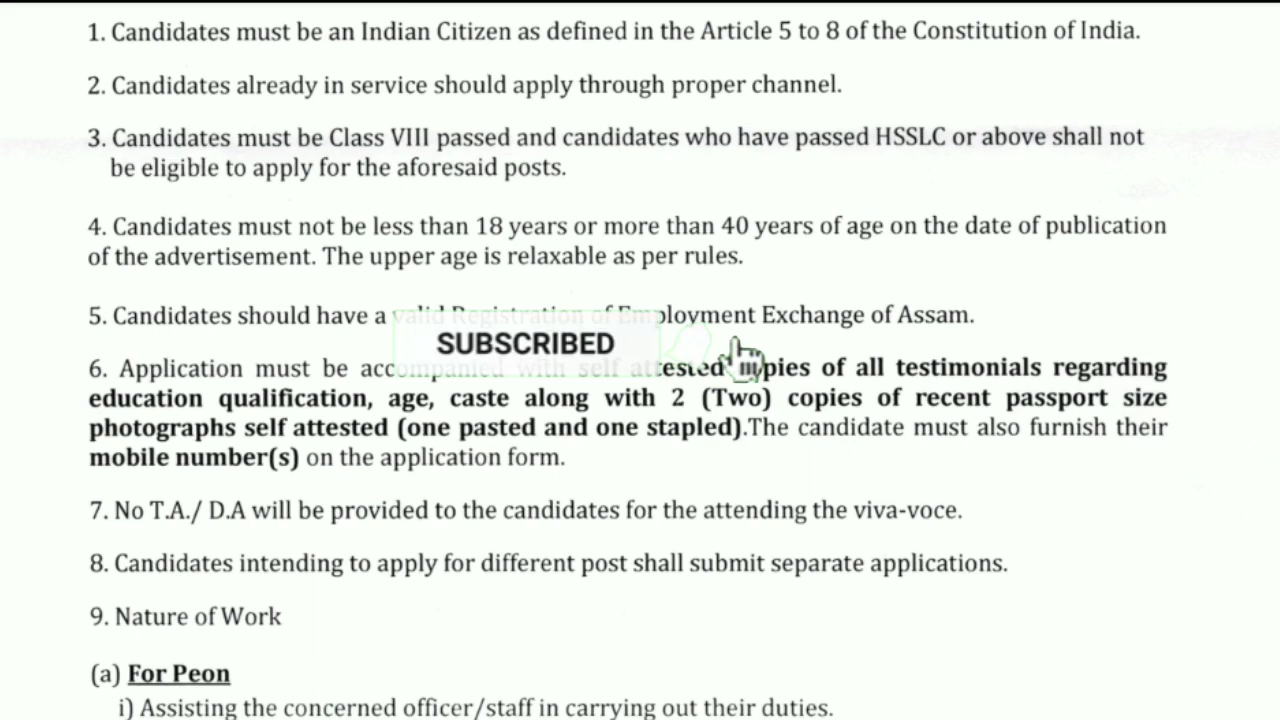 1. Candidates must be an Indian Citizen as defined in the Article 5 to 8 of the Constitution of India.
2. Candidates already in service should apply through proper channel.
3. Candidates must be Class VIII passed and candidates who have passed HSSLC or above shall not
be eligible to apply for the aforesaid posts.
4. Candidates must not be less than 18 years or more than 40 years of age on the date of publication
of the advertisement. The upper age is relaxable as per rules.
5. Candidates should have a valid Registration of Employment Exchange of Assam.
SUBSCRIBED
6. Application must be accompanied with self attested copies of all testimonials regarding
education qualification, age, caste along with 2 (Two) copies of recent passport size
photographs self attested (one pasted and one stapled).The candidate must also furnish their
mobile number(s) on the application form.
7. No T.A./ D.A will be provided to the candidates for the attending the viva-voce.
8. Candidates intending to apply for different post shall submit separate applications.
9. Nature of Work
(a) For Peon
i) Assisting the concerned officer/staff in carrying out their duties.